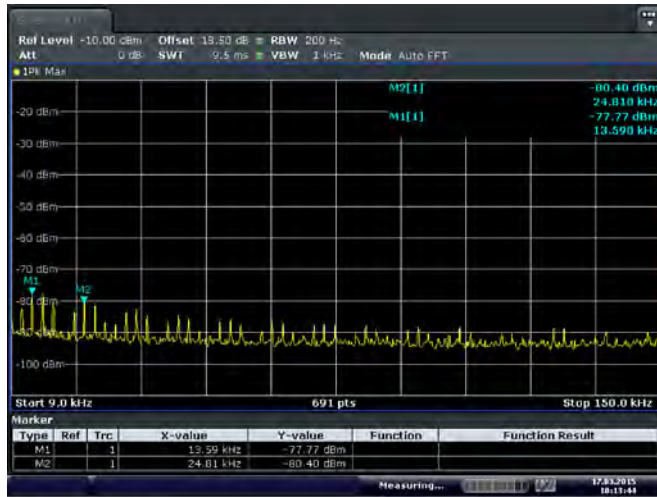 Ref Level -10.00 dBm Offset 18.50 dB RBW 200 Hz
Att 0 dB SWT 9.5 ms VBW 1 kHz Mode Auto FFT
1Pk Max
M2[1] -80.40 dBm
24.810 kHz
M1[1] -77.77 dBm
13.590 kHz
-20 dBm
-30 dBm
-40 dBm
-50 dBm
-60 dBm
-70 dBm
M1
M2
-80 dBm
-90 dBm
-100 dBm
Start 9.0 kHz 691 pts Stop 150.0 kHz
Marker
Type Ref Trc X-value Y-value Function Function Result
M1 1 13.59 kHz -77.77 dBm
M2 1 24.81 kHz -80.40 dBm
Measuring... 17.03.2015
10:13:44